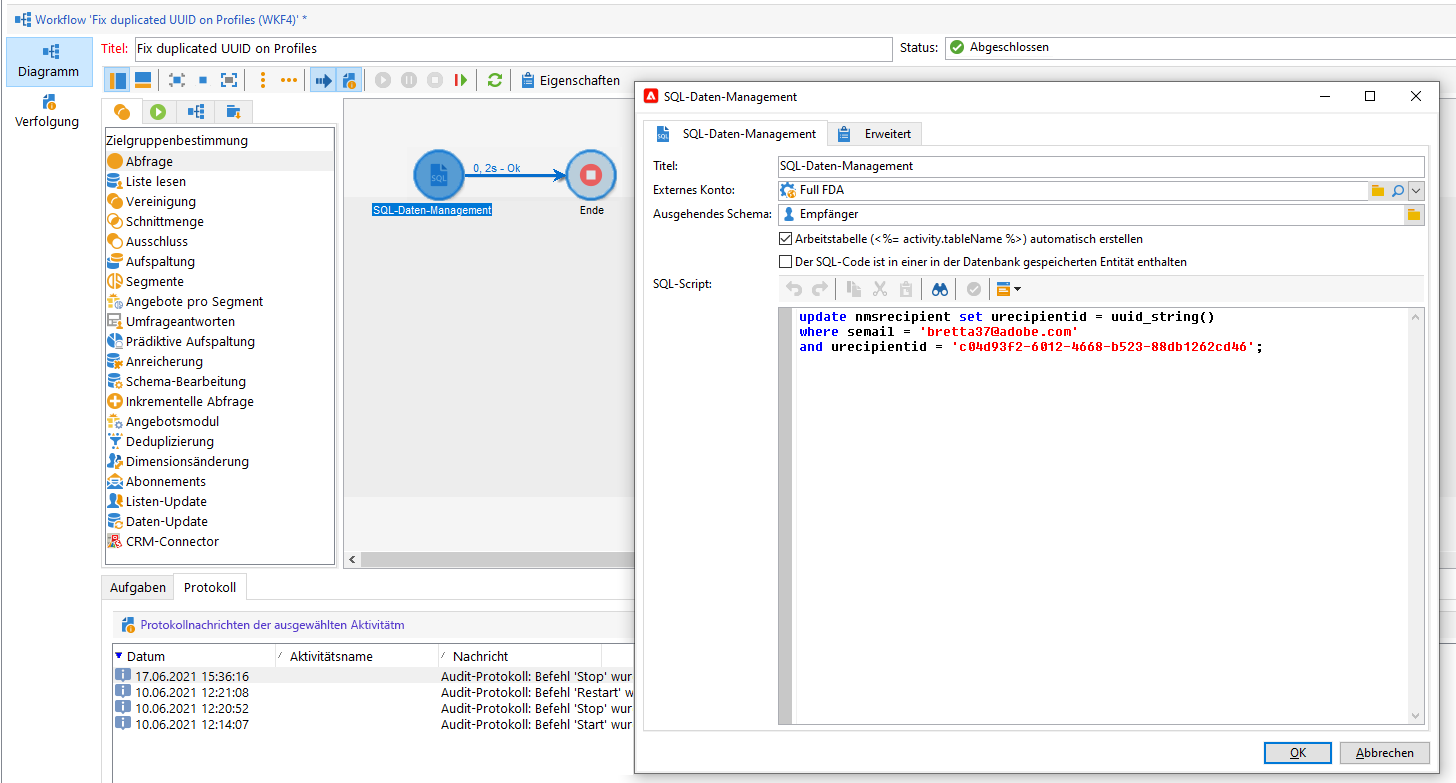 Workflow 'Fix duplicated UUID on Profiles (WKF4)' *
Diagramm
Verfolgung
Titel: Fix duplicated UUID on Profiles
Status: Abgeschlossen
Eigenschaften
Zielgruppenbestimmung
Abfrage
Liste lesen
Vereinigung
Schnittmenge
Ausschluss
Aufspaltung
Segmente
Angebote pro Segment
Umfrageantworten
Prädiktive Aufspaltung
Anreicherung
Schema-Bearbeitung
Inkrementelle Abfrage
Angebotsmodul
Deduplizierung
Dimensionsänderung
Abonnements
Listen-Update
Daten-Update
CRM-Connector
SQL
0, 2s - Ok
SQL-Daten-Management
Ende
Aufgaben
Protokoll
Protokollnachrichten der ausgewählten Aktivitätm
Datum Aktivitätsname Nachricht
17.06.2021 15:36:16 Audit-Protokoll: Befehl 'Stop' wur
10.06.2021 12:21:08 Audit-Protokoll: Befehl 'Restart' w
10.06.2021 12:20:52 Audit-Protokoll: Befehl 'Stop' wur
10.06.2021 12:14:07 Audit-Protokoll: Befehl 'Start' wur
SQL-Daten-Management
SQL SQL-Daten-Management
Erweitert
Titel: SQL-Daten-Management
Externes Konto: Full FDA
Ausgehendes Schema: Empfänger
Arbeitstabelle (<%= activity.tableName %>) automatisch erstellen
Der SQL-Code ist in einer in der Datenbank gespeicherten Entität enthalten
SQL-Script:
update nmsrecipient set urecipientid = uuid_string()
where semail = 'bretta37@adobe.com'
and urecipientid = 'c04d93f2-6012-4668-b523-88db1262cd46';
OK
Abbrechen